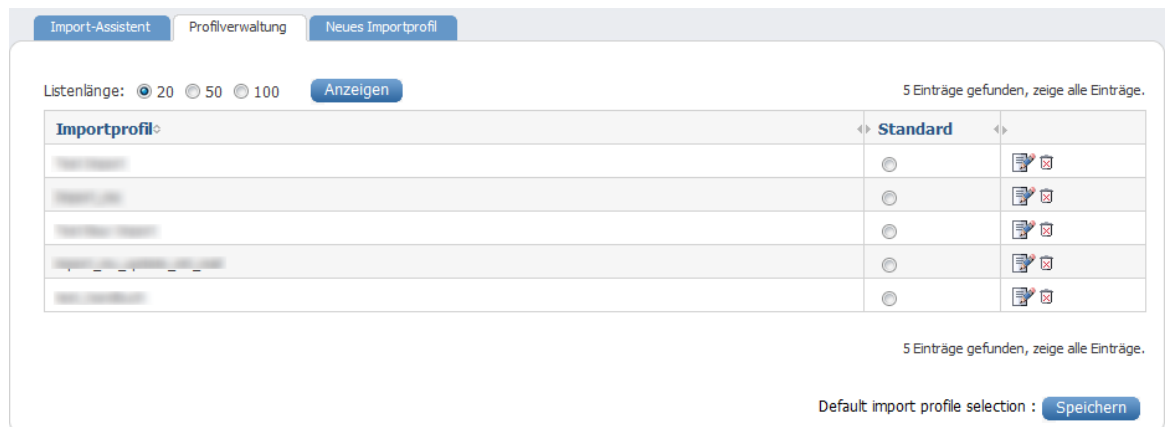 Import-Assistent Profilverwaltung Neues Importprofil
Listenlänge: 20 50 100 Anzeigen 5 Einträge gefunden, zeige alle Einträge.
Importprofil Standard
5 Einträge gefunden, zeige alle Einträge.
Default import profile selection : Speichern